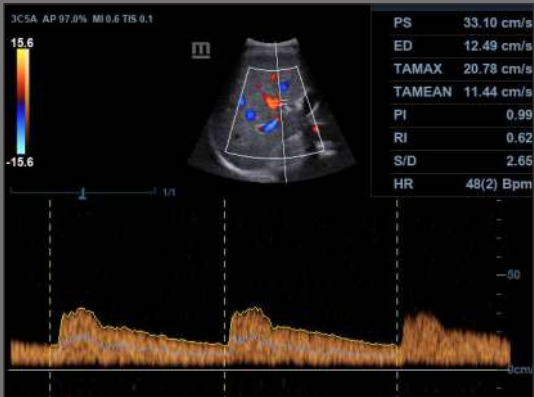 3C5A AP 97.0% MI 0.6 TIS 0.1
15.6
-15.6
m
PS 33.10 cm/s
ED 12.49 cm/s
TAMAX 20.78 cm/s
TAMEAN 11.44 cm/s
PI 0.99
RI 0.62
S/D 2.65
HR 48(2) Bpm
1/1
-50
0cm/